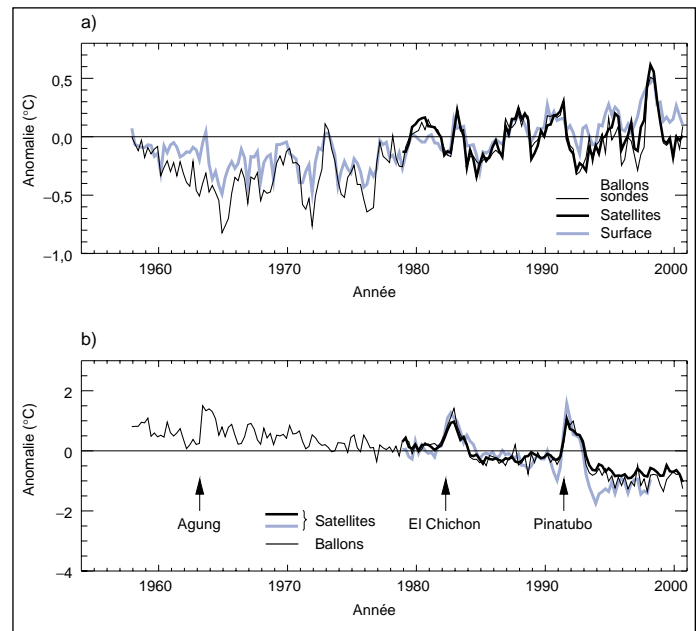 a)
Anomalie (°C)
0,5
0,0
−0,5
−1,0
Ballons
sondes
Satellites
Surface
1960 1970 1980 1990 2000
Année
b)
Anomalie (°C)
2
0
−2
−4
Agung
El Chichon
Pinatubo
Satellites
Ballons
1960 1970 1980 1990 2000
Année